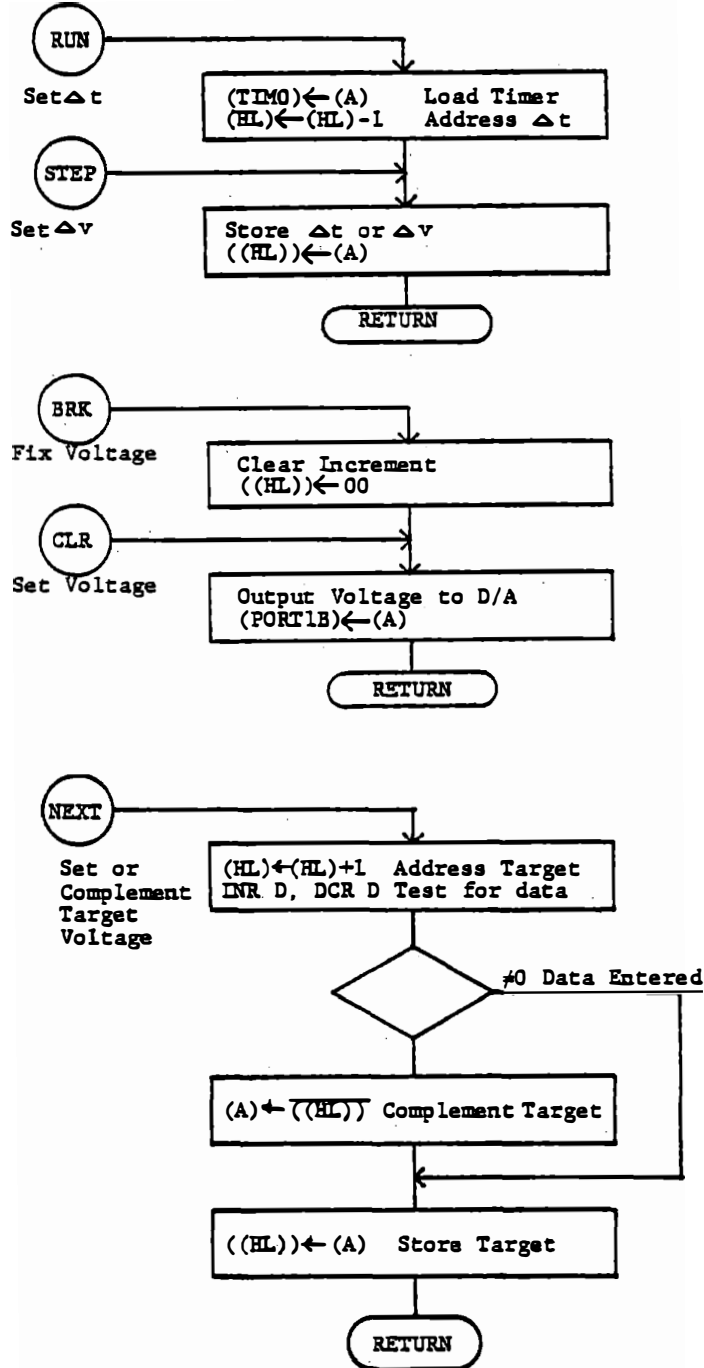 RUN
Set△t
(TIMO)←(A) Load Timer
(HL)←(HL)-1 Address △t
STEP
Set△v
Store △t or △v
((HL))←(A)
RETURN
BRK
Fix Voltage
Clear Increment
((HL))←00
CLR
Set Voltage
Output Voltage to D/A
(PORT1B)←(A)
RETURN
NEXT
Set or
Complement
Target
Voltage
(HL)←(HL)+1 Address Target
INR D, DCR D Test for data
≠0 Data Entered
(A)←((H̅L̅)) Complement Target
((HL))←(A) Store Target
RETURN